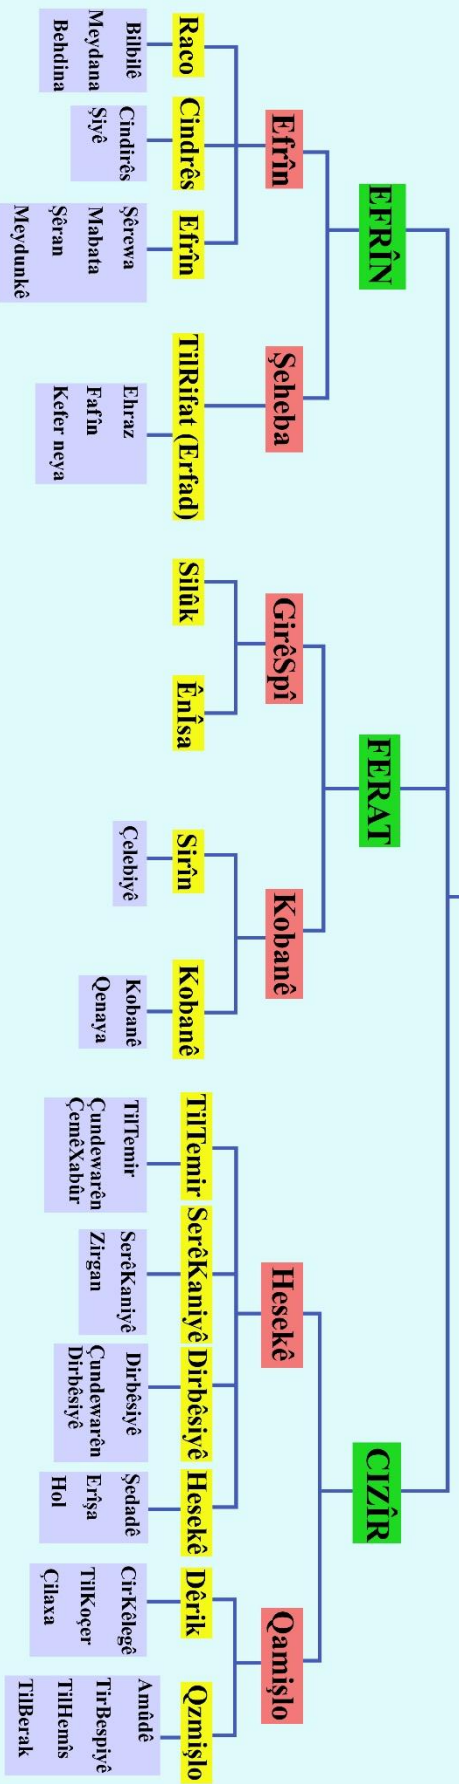 EFRÎN
FERAT
CIZÎR
Efrîn
Şeheba
GirêSpî
Kobanê
Hesekê
Qamişlo
Raco
Cindrês
Efrîn
TilRifat (Erfad)
Silûk
ÊnÎsa
Sirîn
Kobanê
TilTemir
SerêKaniyê
Dirbêsiyê
Hesekê
Dêrik
Qzmişlo
Bilbilê
Meydana
Behdina
Cindirês
Şiyê
Şêrewa
Mabata
Şêran
Meydunkê
Ehraz
Fafîn
Kefer neya
Çelebiyê
Kobanê
Qenaya
TilTemir
Çundewarên
ÇemêXabûr
SerêKaniyê
Zirgan
Dirbêsiyê
Çundewarên
Dirbêsiyê
Şedadê
Erîşa
Hol
CirKêlegê
TilKoçer
Çilaxa
Amûdê
TirBespiyê
TilHemîs
TilBerak